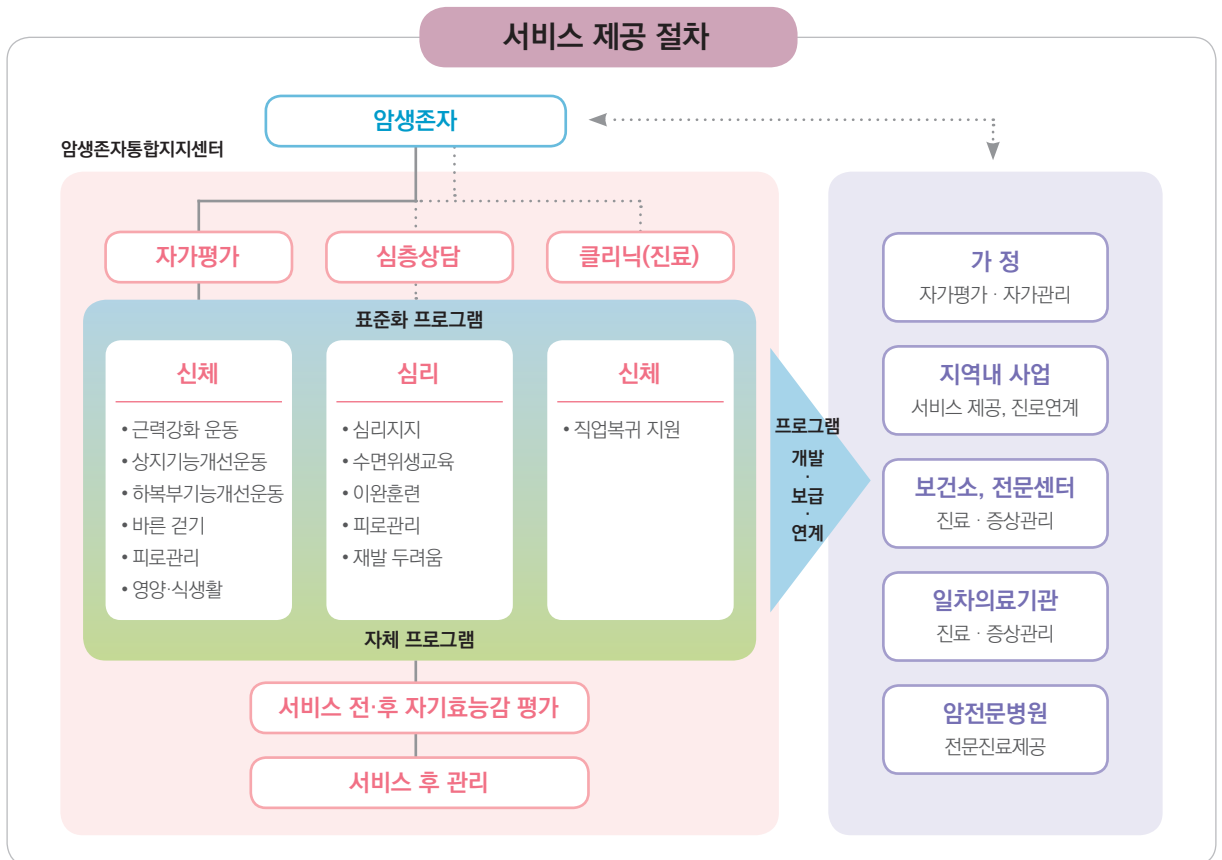 서비스 제공 절차
암생존자
암생존자통합지지센터
자가평가
심층상담
클리닉(진료)
표준화 프로그램
신체
• 근력강화 운동
• 상지기능개선운동
• 하복부기능개선운동
• 바른 걷기
• 피로관리
• 영양·식생활
심리
• 심리지지
• 수면위생교육
• 이완훈련
• 피로관리
• 재발 두려움
신체
• 직업복귀 지원
자체 프로그램
서비스 전·후 자기효능감 평가
서비스 후 관리
프로그램
개발
·
보급
·
연계
가 정
자가평가 · 자가관리
지역내 사업
서비스 제공, 진로연계
보건소, 전문센터
진료 · 증상관리
일차의료기관
진료 · 증상관리
암전문병원
전문진료제공